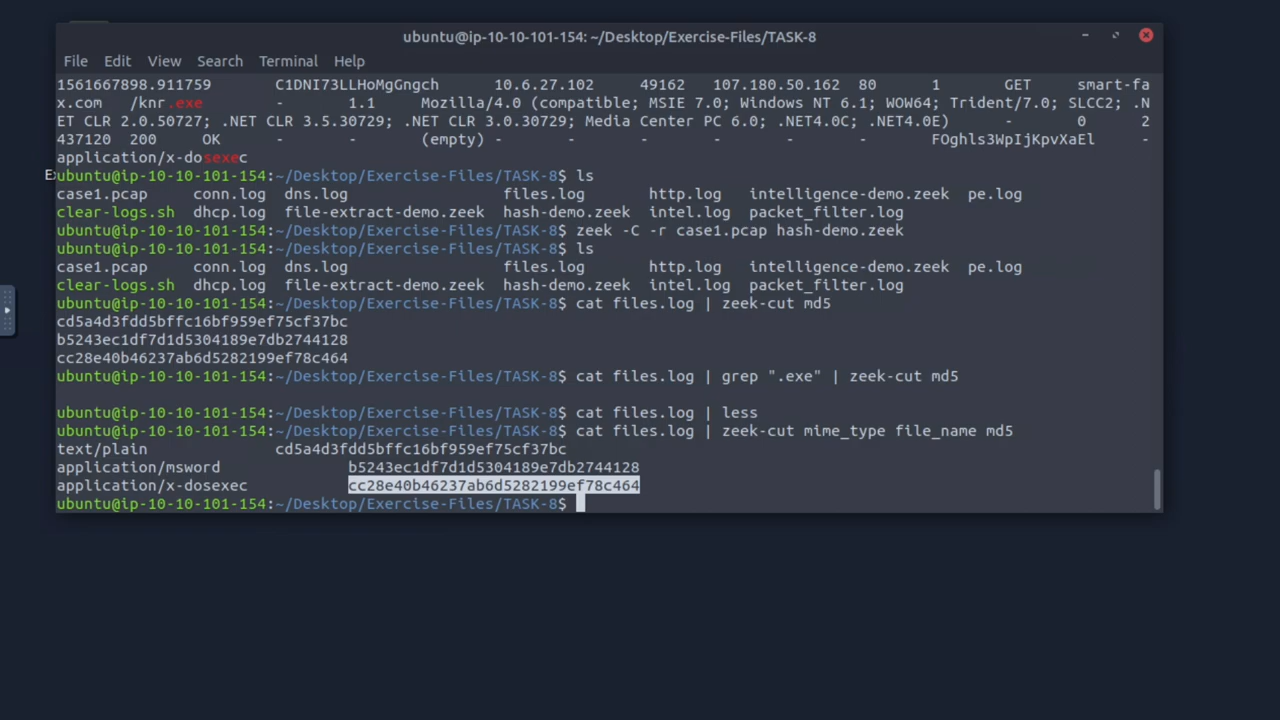 ubuntu@ip-10-10-101-154: ~/Desktop/Exercise-Files/TASK-8
File Edit View Search Terminal Help
1561667898.911759 C1DNI73LLHoMgGngch 10.6.27.102 49162 107.180.50.162 80 1 GET smart-fa
x.com /knr.exe - 1.1 Mozilla/4.0 (compatible; MSIE 7.0; Windows NT 6.1; WOW64; Trident/7.0; SLCC2; .N
ET CLR 2.0.50727; .NET CLR 3.5.30729; .NET CLR 3.0.30729; Media Center PC 6.0; .NET4.0C; .NET4.0E) - 0 2
437120 200 OK - - (empty) - - - - - - FOghls3WpIjKpvXaEl -
application/x-dosexec
ubuntu@ip-10-10-101-154:~/Desktop/Exercise-Files/TASK-8$ ls
case1.pcap conn.log dns.log files.log http.log intelligence-demo.zeek pe.log
clear-logs.sh dhcp.log file-extract-demo.zeek hash-demo.zeek intel.log packet_filter.log
ubuntu@ip-10-10-101-154:~/Desktop/Exercise-Files/TASK-8$ zeek -C -r case1.pcap hash-demo.zeek
ubuntu@ip-10-10-101-154:~/Desktop/Exercise-Files/TASK-8$ ls
case1.pcap conn.log dns.log files.log http.log intelligence-demo.zeek pe.log
clear-logs.sh dhcp.log file-extract-demo.zeek hash-demo.zeek intel.log packet_filter.log
ubuntu@ip-10-10-101-154:~/Desktop/Exercise-Files/TASK-8$ cat files.log | zeek-cut md5
cd5a4d3fdd5bffc16bf959ef75cf37bc
b5243ec1df7d1d5304189e7db2744128
cc28e40b46237ab6d5282199ef78c464
ubuntu@ip-10-10-101-154:~/Desktop/Exercise-Files/TASK-8$ cat files.log | grep ".exe" | zeek-cut md5
ubuntu@ip-10-10-101-154:~/Desktop/Exercise-Files/TASK-8$ cat files.log | less
ubuntu@ip-10-10-101-154:~/Desktop/Exercise-Files/TASK-8$ cat files.log | zeek-cut mime_type file_name md5
text/plain cd5a4d3fdd5bffc16bf959ef75cf37bc
application/msword b5243ec1df7d1d5304189e7db2744128
application/x-dosexec cc28e40b46237ab6d5282199ef78c464
ubuntu@ip-10-10-101-154:~/Desktop/Exercise-Files/TASK-8$